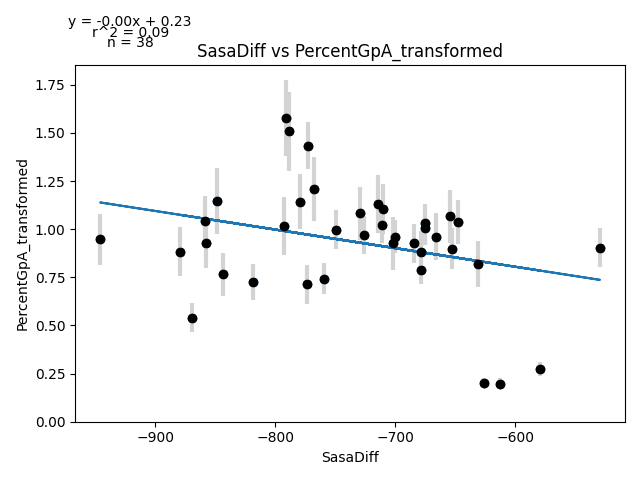 y = -0.00x + 0.23
r^2 = 0.09
n = 38
SasaDiff vs PercentGpA_transformed
PercentGpA_transformed
1.75
1.50
1.25
1.00
0.75
0.50
0.25
0.00
−900
−800
−700
−600
SasaDiff